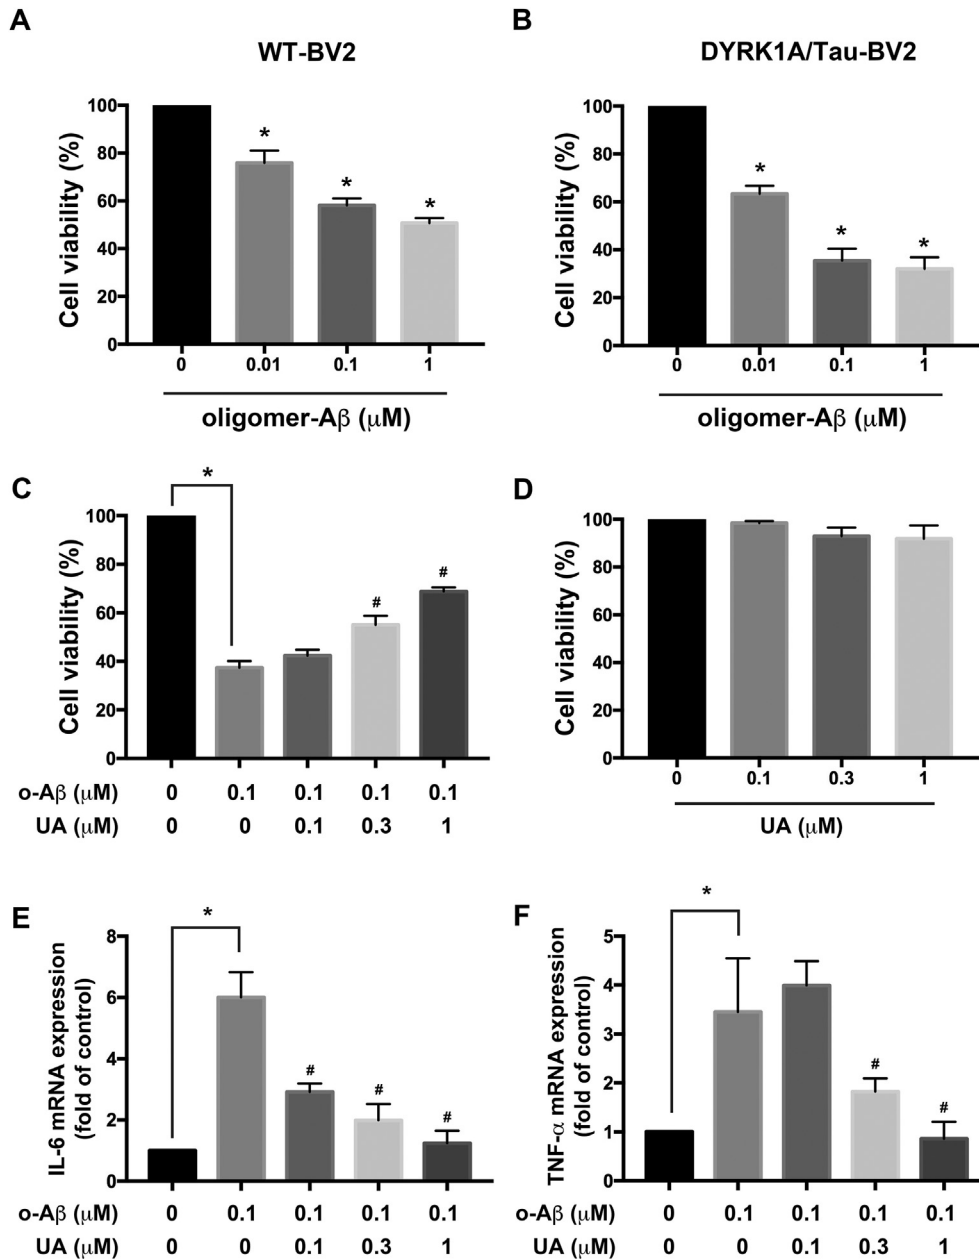 A
WT-BV2
Cell viability (%)
100
80
60
40
20
0
*
*
*
0 0.01 0.1 1
oligomer-Aβ (μM)
B
DYRK1A/Tau-BV2
Cell viability (%)
100
80
60
40
20
0
*
*
*
0 0.01 0.1 1
oligomer-Aβ (μM)
C
Cell viability (%)
100
80
60
40
20
0
*
#
#
o-Aβ (μM) 0 0.1 0.1 0.1 0.1
UA (μM) 0 0 0.1 0.3 1
D
Cell viability (%)
100
80
60
40
20
0
0 0.1 0.3 1
UA (μM)
E
IL-6 mRNA expression
(fold of control)
8
6
4
2
0
*
#
#
#
o-Aβ (μM) 0 0.1 0.1 0.1 0.1
UA (μM) 0 0 0.1 0.3 1
F
TNF-α mRNA expression
(fold of control)
5
4
3
2
1
0
*
#
#
o-Aβ (μM) 0 0.1 0.1 0.1 0.1
UA (μM) 0 0 0.1 0.3 1